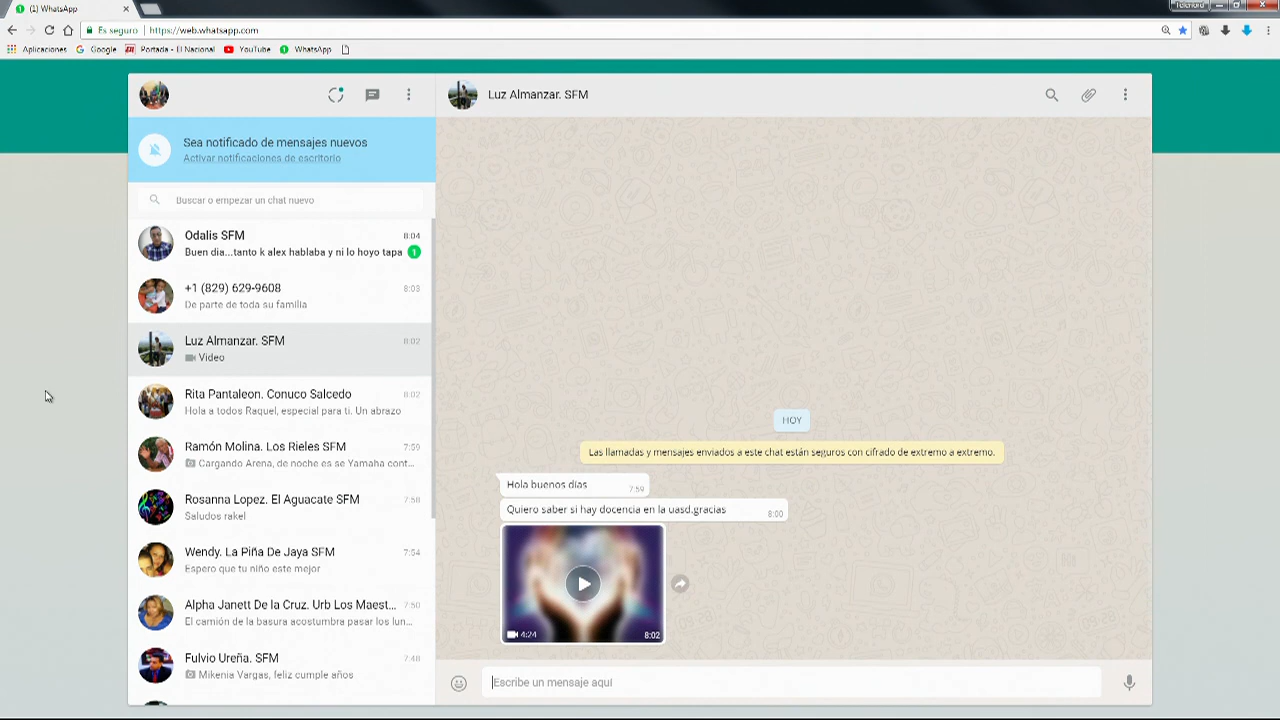 (1) WhatsApp
Telenord
Es seguro
https://web.whatsapp.com
Aplicaciones
Google
Portada - El Nacional
YouTube
WhatsApp
Luz Almanzar. SFM
Sea notificado de mensajes nuevos
Activar notificaciones de escritorio
Buscar o empezar un chat nuevo
Odalis SFM 8:04
Buen dia...tanto k alex hablaba y ni lo hoyo tapa 1
+1 (829) 629-9608 8:03
De parte de toda su familia
Luz Almanzar. SFM 8:02
Video
Rita Pantaleon. Conuco Salcedo 8:02
Hola a todos Raquel, especial para ti. Un abrazo
Ramón Molina. Los Rieles SFM 7:59
Cargando Arena, de noche es se Yamaha cont...
Rosanna Lopez. El Aguacate SFM 7:58
Saludos rakel
Wendy. La Piña De Jaya SFM 7:54
Espero que tu niño este mejor
Alpha Janett De la Cruz. Urb Los Maest... 7:50
El camión de la basura acostumbra pasar los lun...
Fulvio Ureña. SFM 7:48
Mikenia Vargas, feliz cumple años
HOY
Las llamadas y mensajes enviados a este chat están seguros con cifrado de extremo a extremo.
Hola buenos días 7:59
Quiero saber si hay docencia en la uasd.gracias 8:00
4:24 8:02
Escribe un mensaje aquí